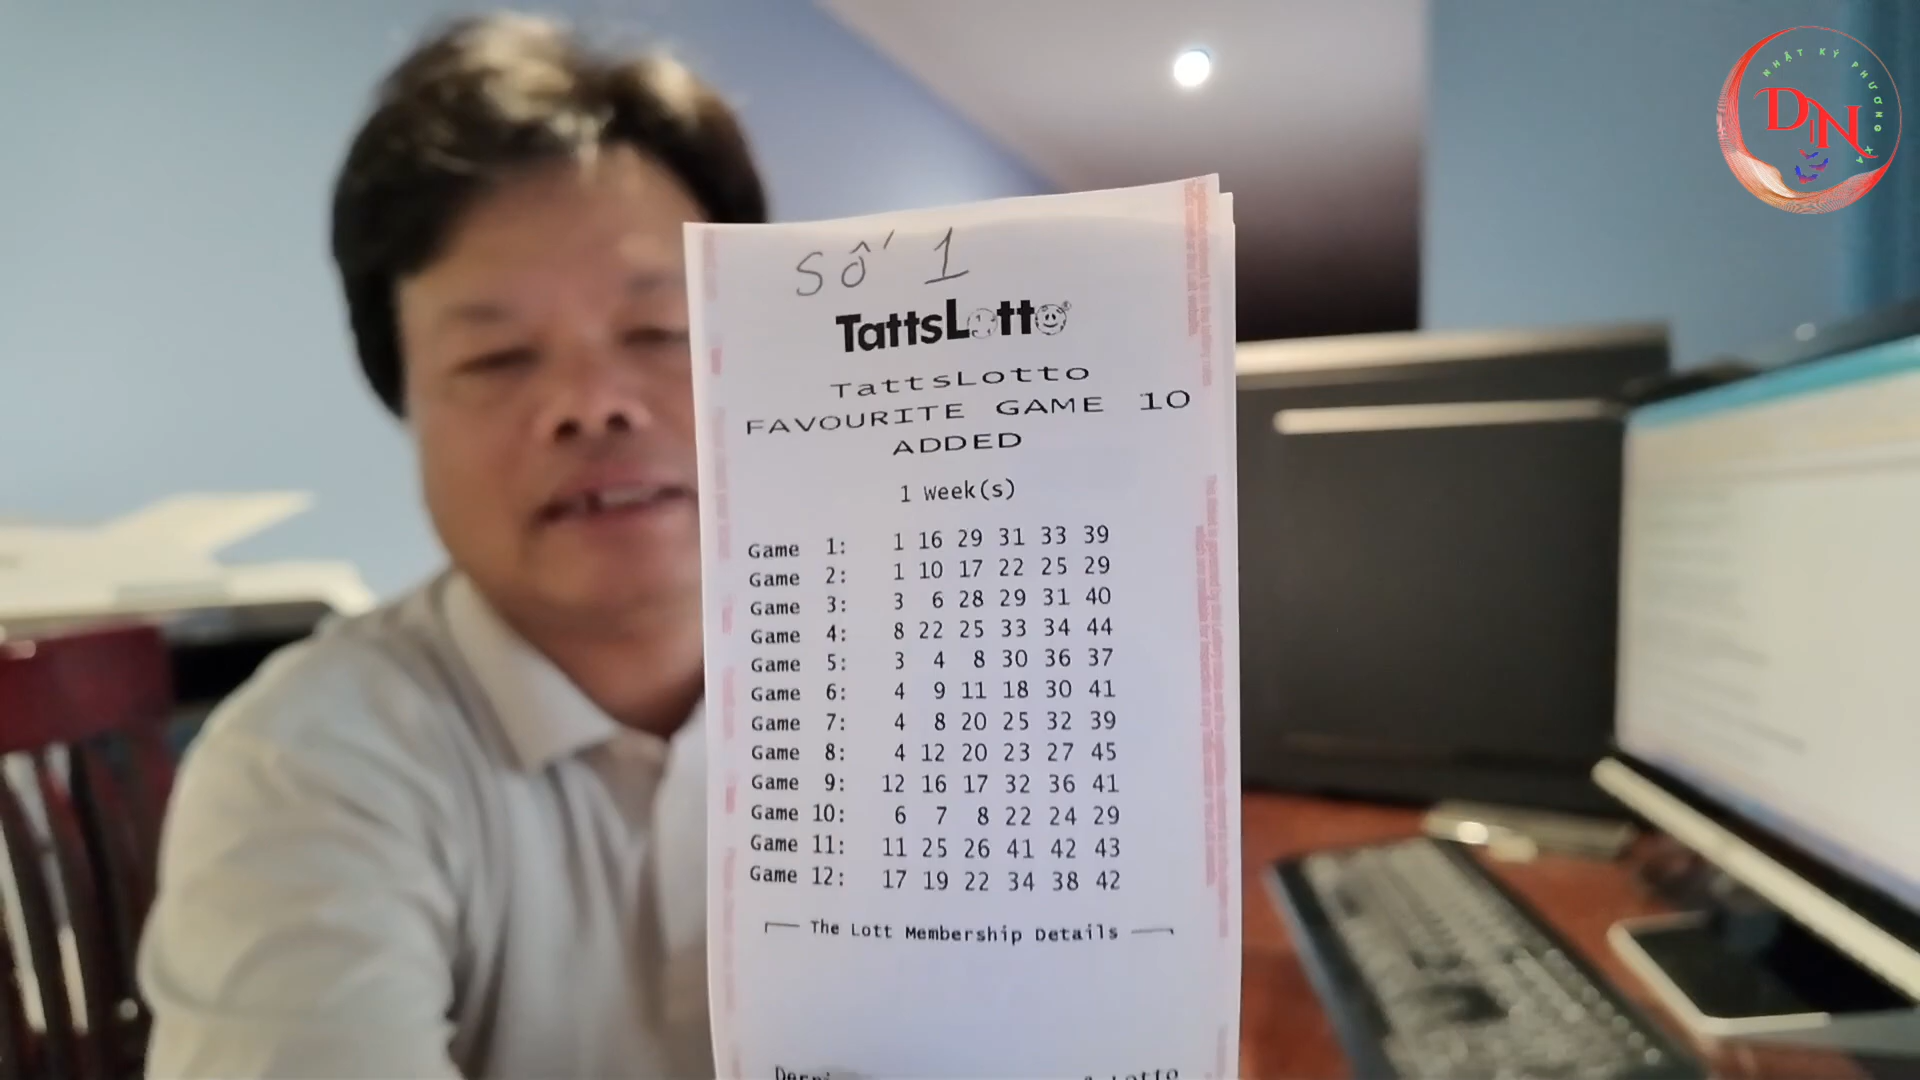 NHẬT KÝ PHƯƠNG XA
DN
Số 1
TattsLotto
TattsLotto
FAVOURITE GAME 10
ADDED
1 Week(s)
Game 1: 1 16 29 31 33 39
Game 2: 1 10 17 22 25 29
Game 3: 3 6 28 29 31 40
Game 4: 8 22 25 33 34 44
Game 5: 3 4 8 30 36 37
Game 6: 4 9 11 18 30 41
Game 7: 4 8 20 25 32 39
Game 8: 4 12 20 23 27 45
Game 9: 12 16 17 32 36 41
Game 10: 6 7 8 22 24 29
Game 11: 11 25 26 41 42 43
Game 12: 17 19 22 34 38 42
The Lott Membership Details